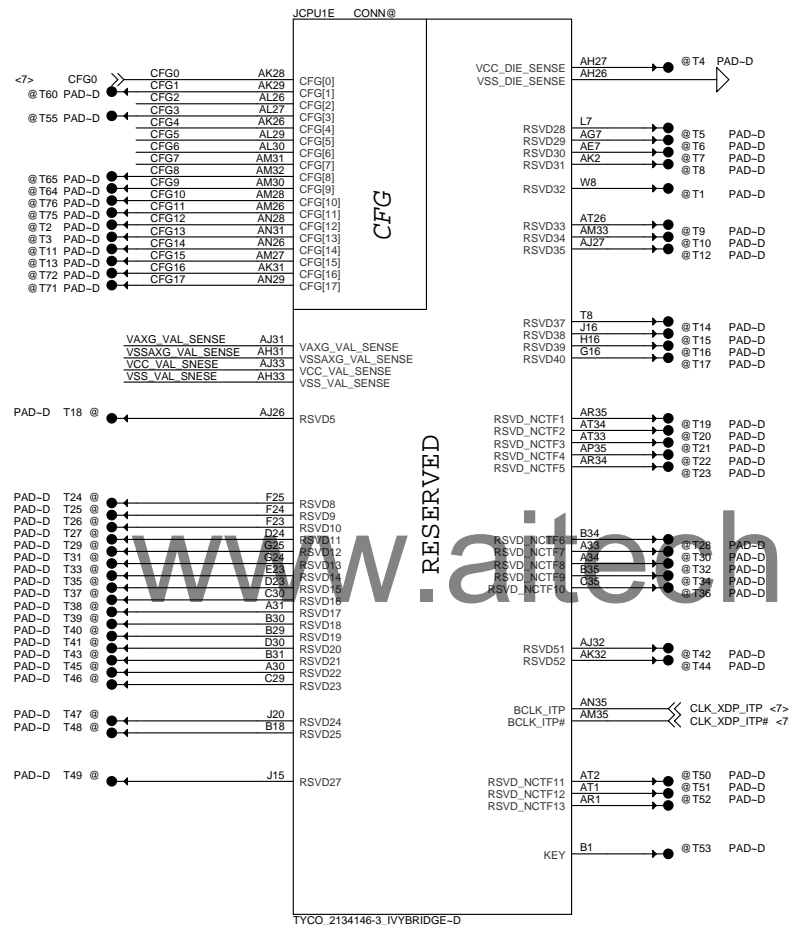 JCPU1E CONN@
<7> CFG0 CFG0 AK28 CFG[0]
@T60 PAD~D CFG1 AK29 CFG[1]
CFG2 AL26 CFG[2]
@T55 PAD~D CFG3 AL27 CFG[3]
CFG4 AK26 CFG[4]
CFG5 AL29 CFG[5]
CFG6 AL30 CFG[6]
CFG7 AM31 CFG[7]
@T65 PAD~D CFG8 AM32 CFG[8]
@T64 PAD~D CFG9 AM30 CFG[9]
@T76 PAD~D CFG10 AM28 CFG[10]
@T75 PAD~D CFG11 AM26 CFG[11]
@T2 PAD~D CFG12 AN28 CFG[12]
@T3 PAD~D CFG13 AN31 CFG[13]
@T11 PAD~D CFG14 AN26 CFG[14]
@T13 PAD~D CFG15 AM27 CFG[15]
@T72 PAD~D CFG16 AK31 CFG[16]
@T71 PAD~D CFG17 AN29 CFG[17]
CFG
VAXG_VAL_SENSE AJ31 VAXG_VAL_SENSE
VSSAXG_VAL_SENSE AH31 VSSAXG_VAL_SENSE
VCC_VAL_SNESE AJ33 VCC_VAL_SENSE
VSS_VAL_SNESE AH33 VSS_VAL_SENSE
PAD~D T18 @ AJ26 RSVD5
PAD~D T24 @ F25 RSVD8
PAD~D T25 @ F24 RSVD9
PAD~D T26 @ F23 RSVD10
PAD~D T27 @ D24 RSVD11
PAD~D T29 @ G25 RSVD12
PAD~D T31 @ G24 RSVD13
PAD~D T33 @ E23 RSVD14
PAD~D T35 @ D23 RSVD15
PAD~D T37 @ C30 RSVD16
PAD~D T38 @ A31 RSVD17
PAD~D T39 @ B30 RSVD18
PAD~D T40 @ B29 RSVD19
PAD~D T41 @ D30 RSVD20
PAD~D T43 @ B31 RSVD21
PAD~D T45 @ A30 RSVD22
PAD~D T46 @ C29 RSVD23
PAD~D T47 @ J20 RSVD24
PAD~D T48 @ B18 RSVD25
PAD~D T49 @ J15 RSVD27
RESERVED
VCC_DIE_SENSE AH27 @T4 PAD~D
VSS_DIE_SENSE AH26
RSVD28 L7 @T5 PAD~D
RSVD29 AG7 @T6 PAD~D
RSVD30 AE7 @T7 PAD~D
RSVD31 AK2 @T8 PAD~D
RSVD32 W8 @T1 PAD~D
RSVD33 AT26 @T9 PAD~D
RSVD34 AM33 @T10 PAD~D
RSVD35 AJ27 @T12 PAD~D
RSVD37 T8 @T14 PAD~D
RSVD38 J16 @T15 PAD~D
RSVD39 H16 @T16 PAD~D
RSVD40 G16 @T17 PAD~D
RSVD_NCTF1 AR35 @T19 PAD~D
RSVD_NCTF2 AT34 @T20 PAD~D
RSVD_NCTF3 AT33 @T21 PAD~D
RSVD_NCTF4 AP35 @T22 PAD~D
RSVD_NCTF5 AR34 @T23 PAD~D
RSVD_NCTF6 B34 @T28 PAD~D
RSVD_NCTF7 A33 @T30 PAD~D
RSVD_NCTF8 A34 @T32 PAD~D
RSVD_NCTF9 B35 @T34 PAD~D
RSVD_NCTF10 C35 @T36 PAD~D
RSVD51 AJ32 @T42 PAD~D
RSVD52 AK32 @T44 PAD~D
BCLK_ITP AN35 CLK_XDP_ITP <7>
BCLK_ITP# AM35 CLK_XDP_ITP# <7
RSVD_NCTF11 AT2 @T50 PAD~D
RSVD_NCTF12 AT1 @T51 PAD~D
RSVD_NCTF13 AR1 @T52 PAD~D
KEY B1 @T53 PAD~D
TYCO_2134146-3_IVYBRIDGE~D
www.aitech